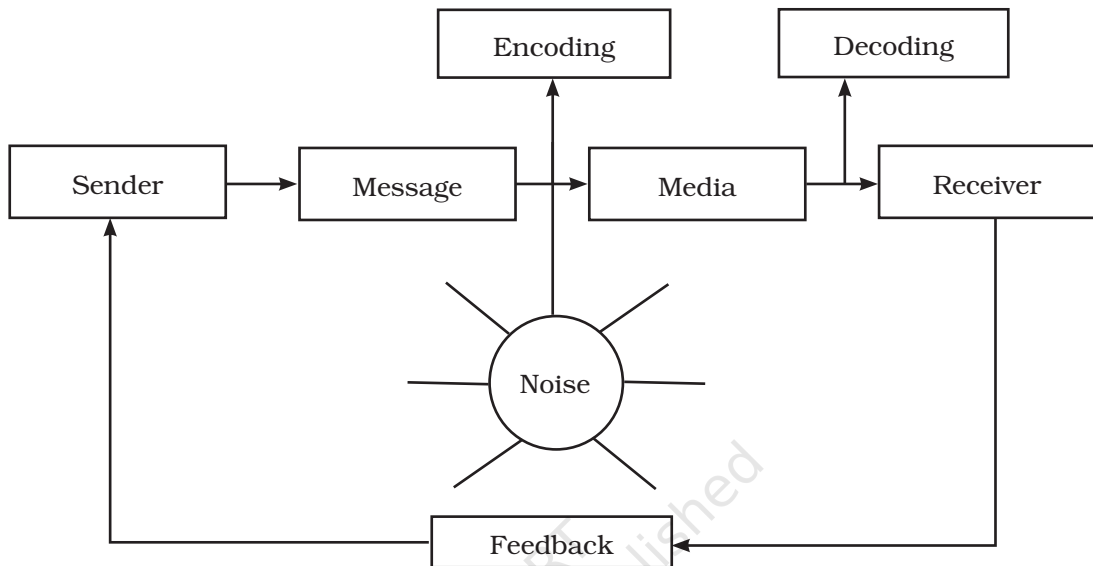 Encoding
Decoding
Sender
Message
Media
Receiver
Noise
Feedback